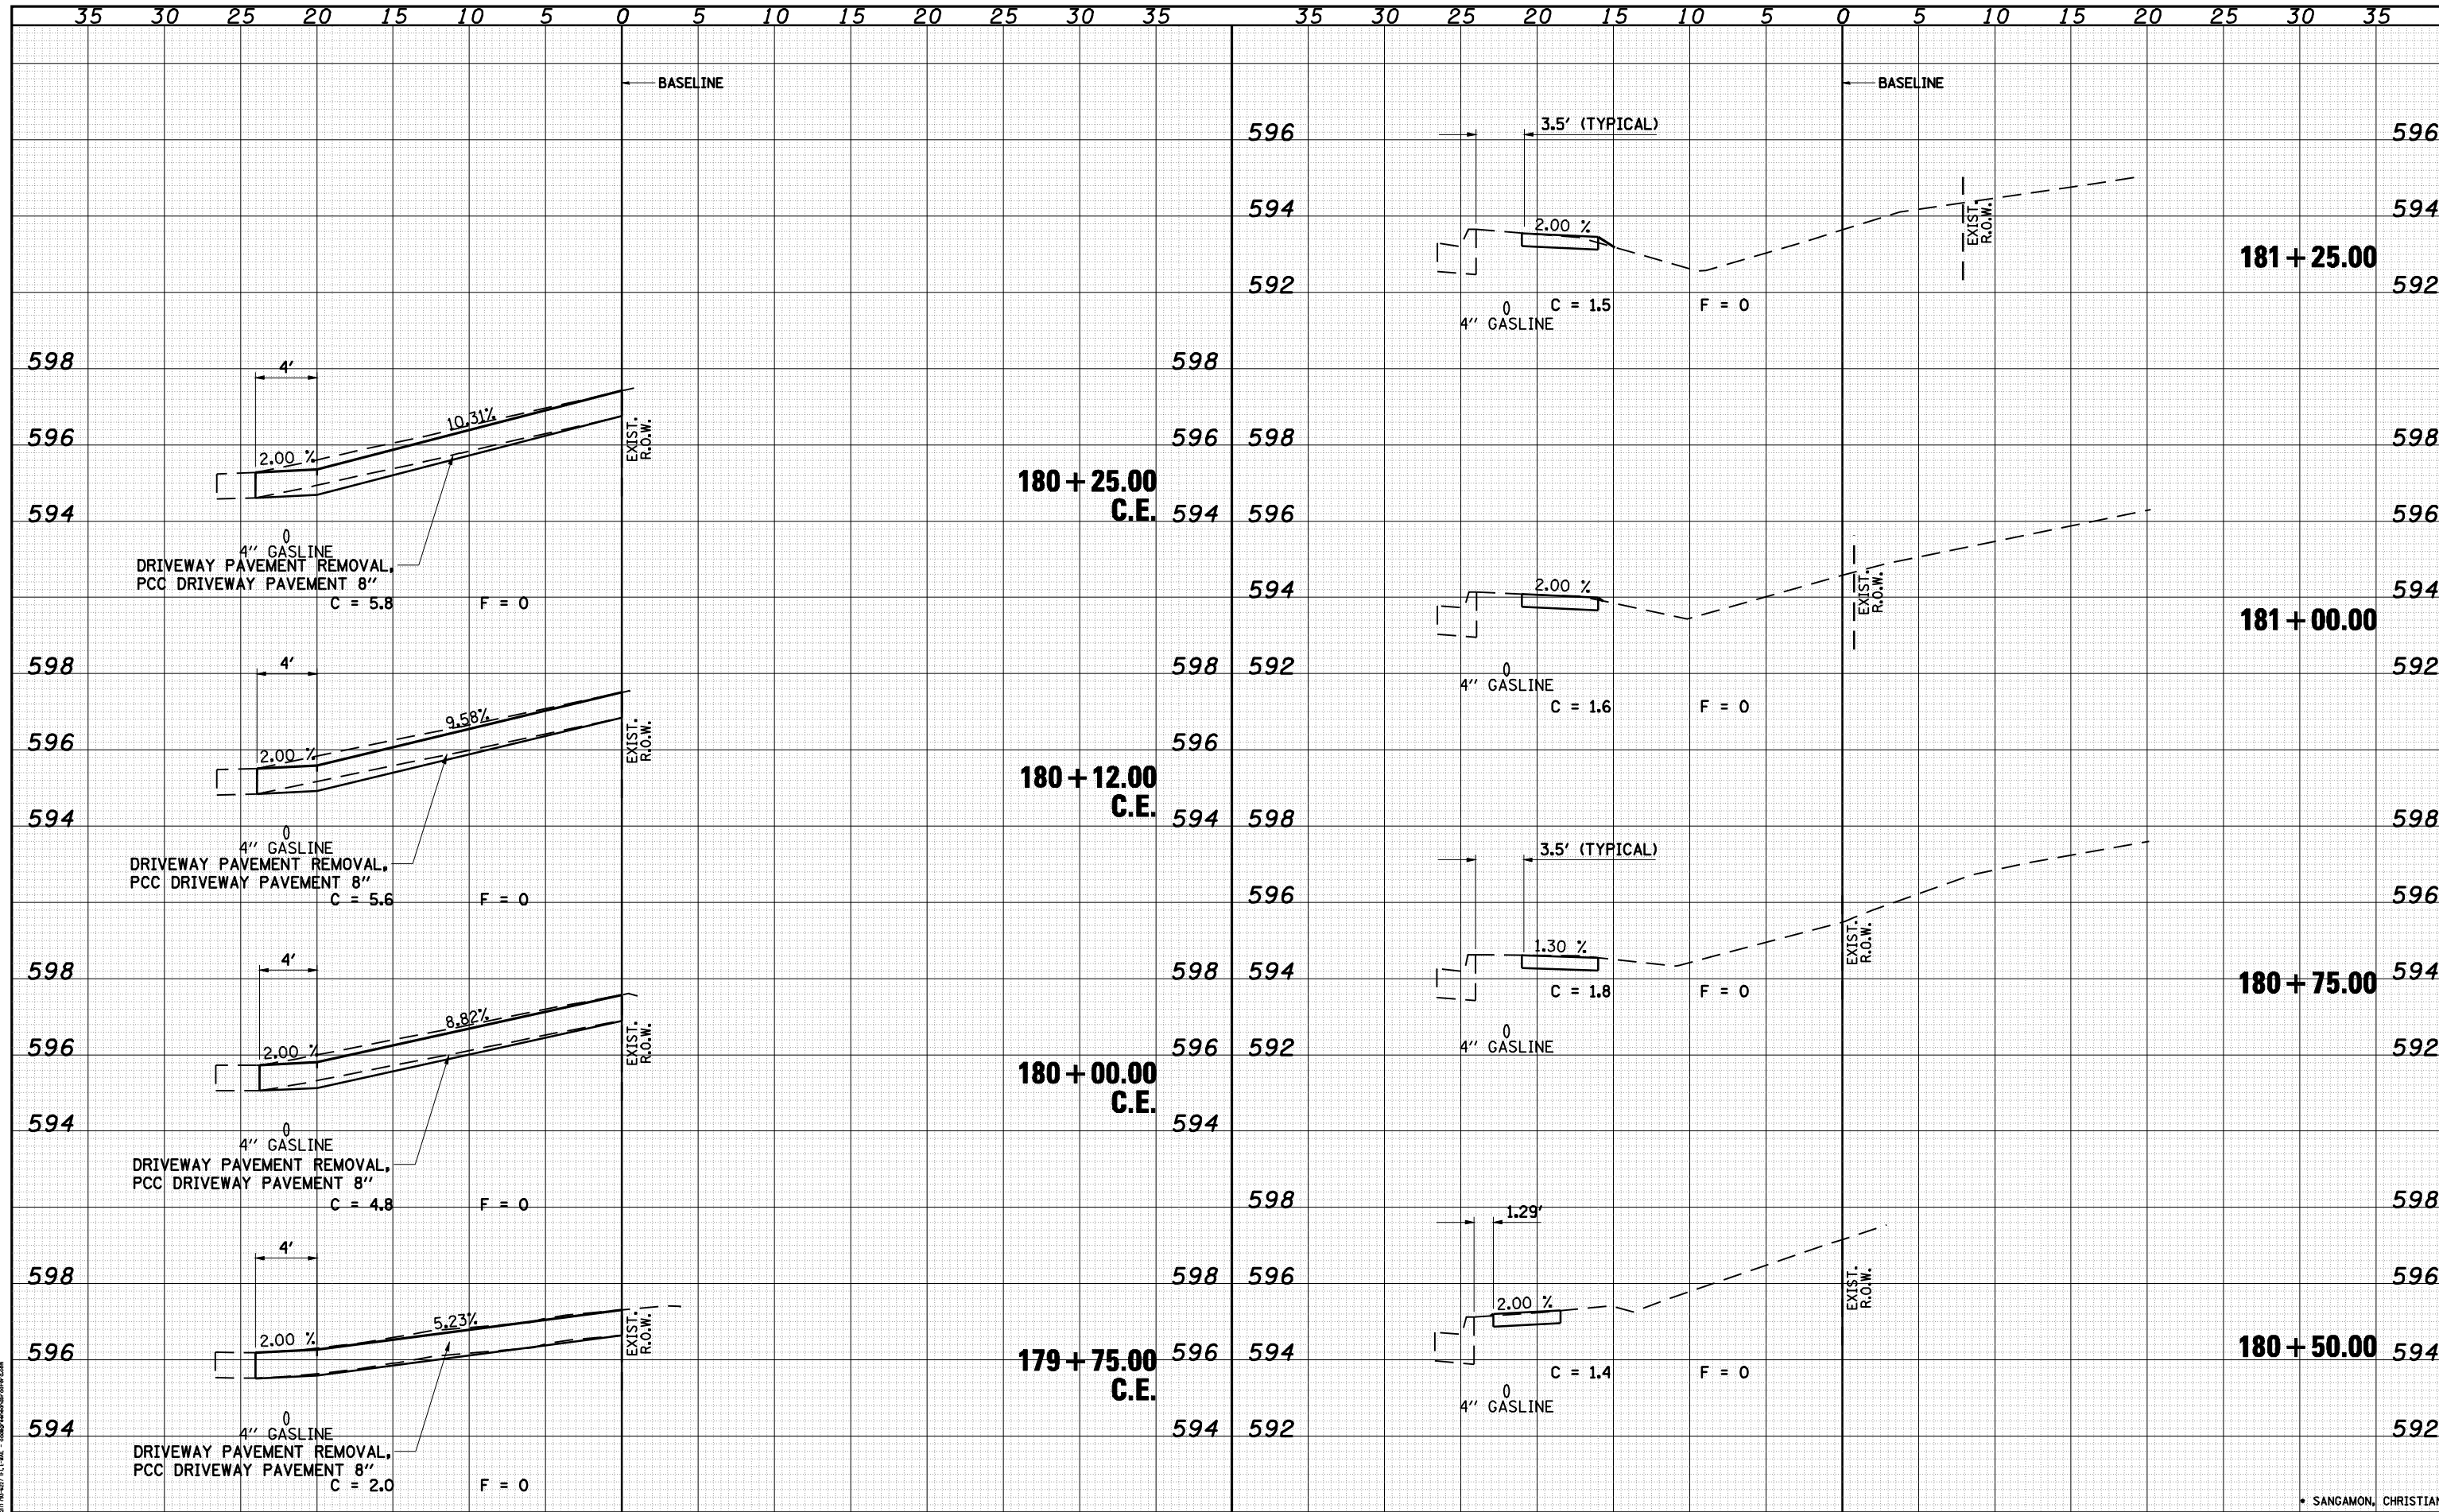 35 30 25 20 15 10 5 0 5 10 15 20 25 30 35
BASELINE
598 598
4'
10.31%
596 596
2.00 %
EXIST.
R.O.W.
180+25.00
C.E.
594 594
4" GASLINE
DRIVEWAY PAVEMENT REMOVAL,
PCC DRIVEWAY PAVEMENT 8"
C = 5.8 F = 0
598 598
4'
9.58%
596 596
2.00 %
EXIST.
R.O.W.
180+12.00
C.E.
594 594
4" GASLINE
DRIVEWAY PAVEMENT REMOVAL,
PCC DRIVEWAY PAVEMENT 8"
C = 5.6 F = 0
598 598
4'
8.82%
596 596
2.00 %
EXIST.
R.O.W.
180+00.00
C.E.
594 594
4" GASLINE
DRIVEWAY PAVEMENT REMOVAL,
PCC DRIVEWAY PAVEMENT 8"
C = 4.8 F = 0
598 598
4'
5.23%
2.00 %
EXIST.
R.O.W.
596 596
179+75.00
C.E.
594 594
4" GASLINE
DRIVEWAY PAVEMENT REMOVAL,
PCC DRIVEWAY PAVEMENT 8"
C = 2.0 F = 0
35 30 25 20 15 10 5 0 5 10 15 20 25 30 35
BASELINE
596 596
3.5' (TYPICAL)
594 594
2.00 %
EXIST.
R.O.W.
181+25.00
592 592
C = 1.5 F = 0
4" GASLINE
598 598
596 596
594 594
2.00 %
EXIST.
R.O.W.
181+00.00
592 592
4" GASLINE
C = 1.6 F = 0
598 598
3.5' (TYPICAL)
596 596
1.30 %
EXIST.
R.O.W.
594 594
180+75.00
C = 1.8 F = 0
592 592
4" GASLINE
598 598
1.29'
596 596
2.00 %
EXIST.
R.O.W.
180+50.00
594 594
C = 1.4 F = 0
4" GASLINE
592 592
• SANGAMON, CHRISTIAN